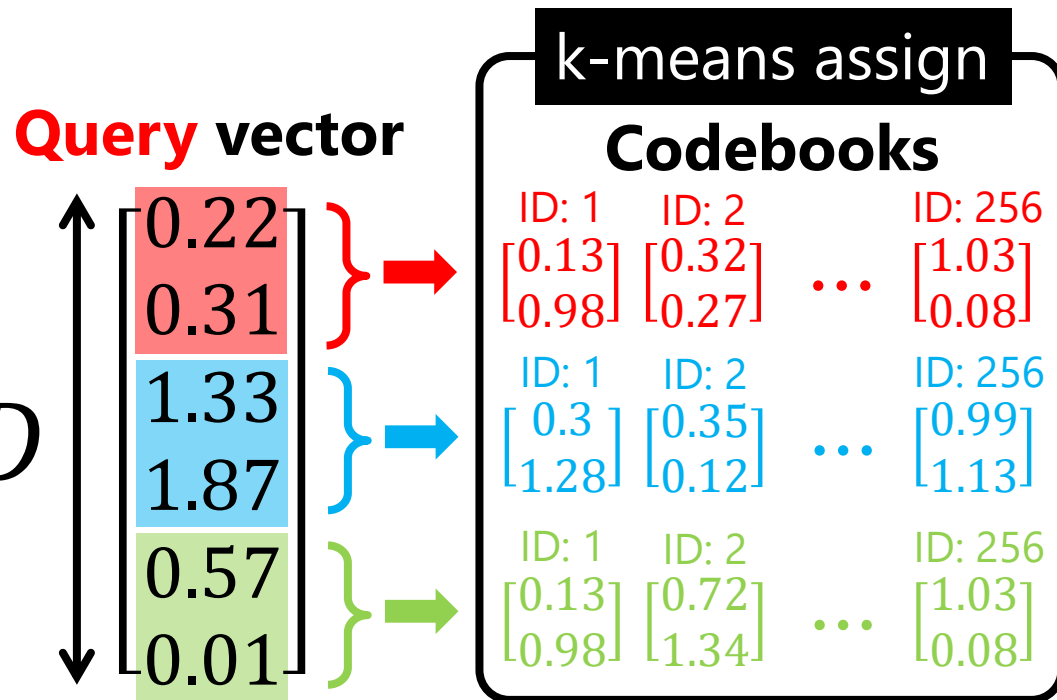 k-means assign
Query vector
Codebooks
D
0.22
0.31
1.33
1.87
0.57
0.01
ID: 1 ID: 2 ID: 256
0.13 0.32 ... 1.03
0.98 0.27 0.08
ID: 1 ID: 2 ID: 256
0.3 0.35 ... 0.99
1.28 0.12 1.13
ID: 1 ID: 2 ID: 256
0.13 0.72 ... 1.03
0.98 1.34 0.08